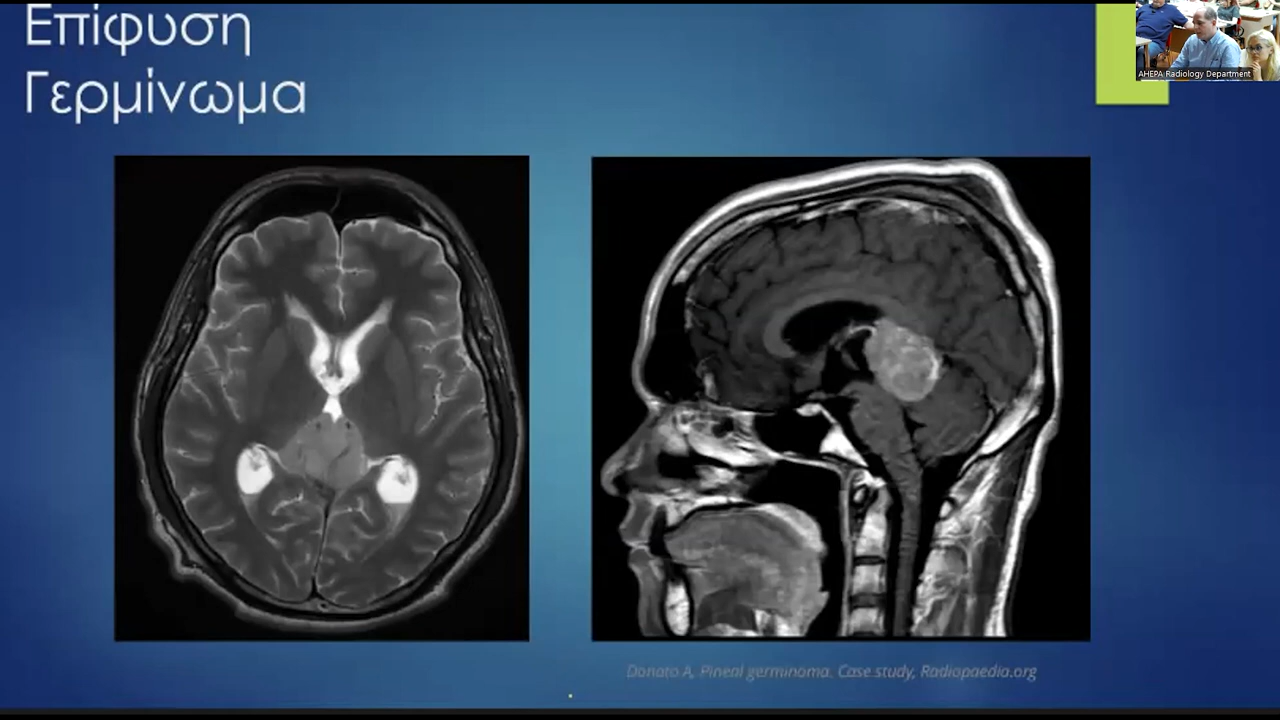 Επίφυση
Γερμίνωμα
AHEPA Radiology Department
Donato A, Pineal germinoma. Case study, Radiopaedia.org